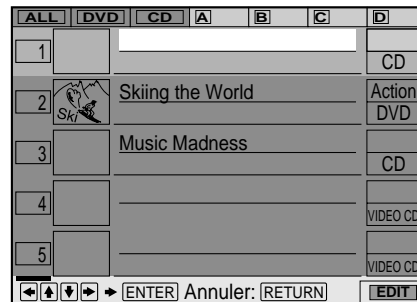 ALL DVD CD A B C D
1
CD
2 Ski Skiing the World Action
DVD
3 Music Madness
CD
4
VIDEO CD
5
VIDEO CD
ENTER Annuler: RETURN EDIT